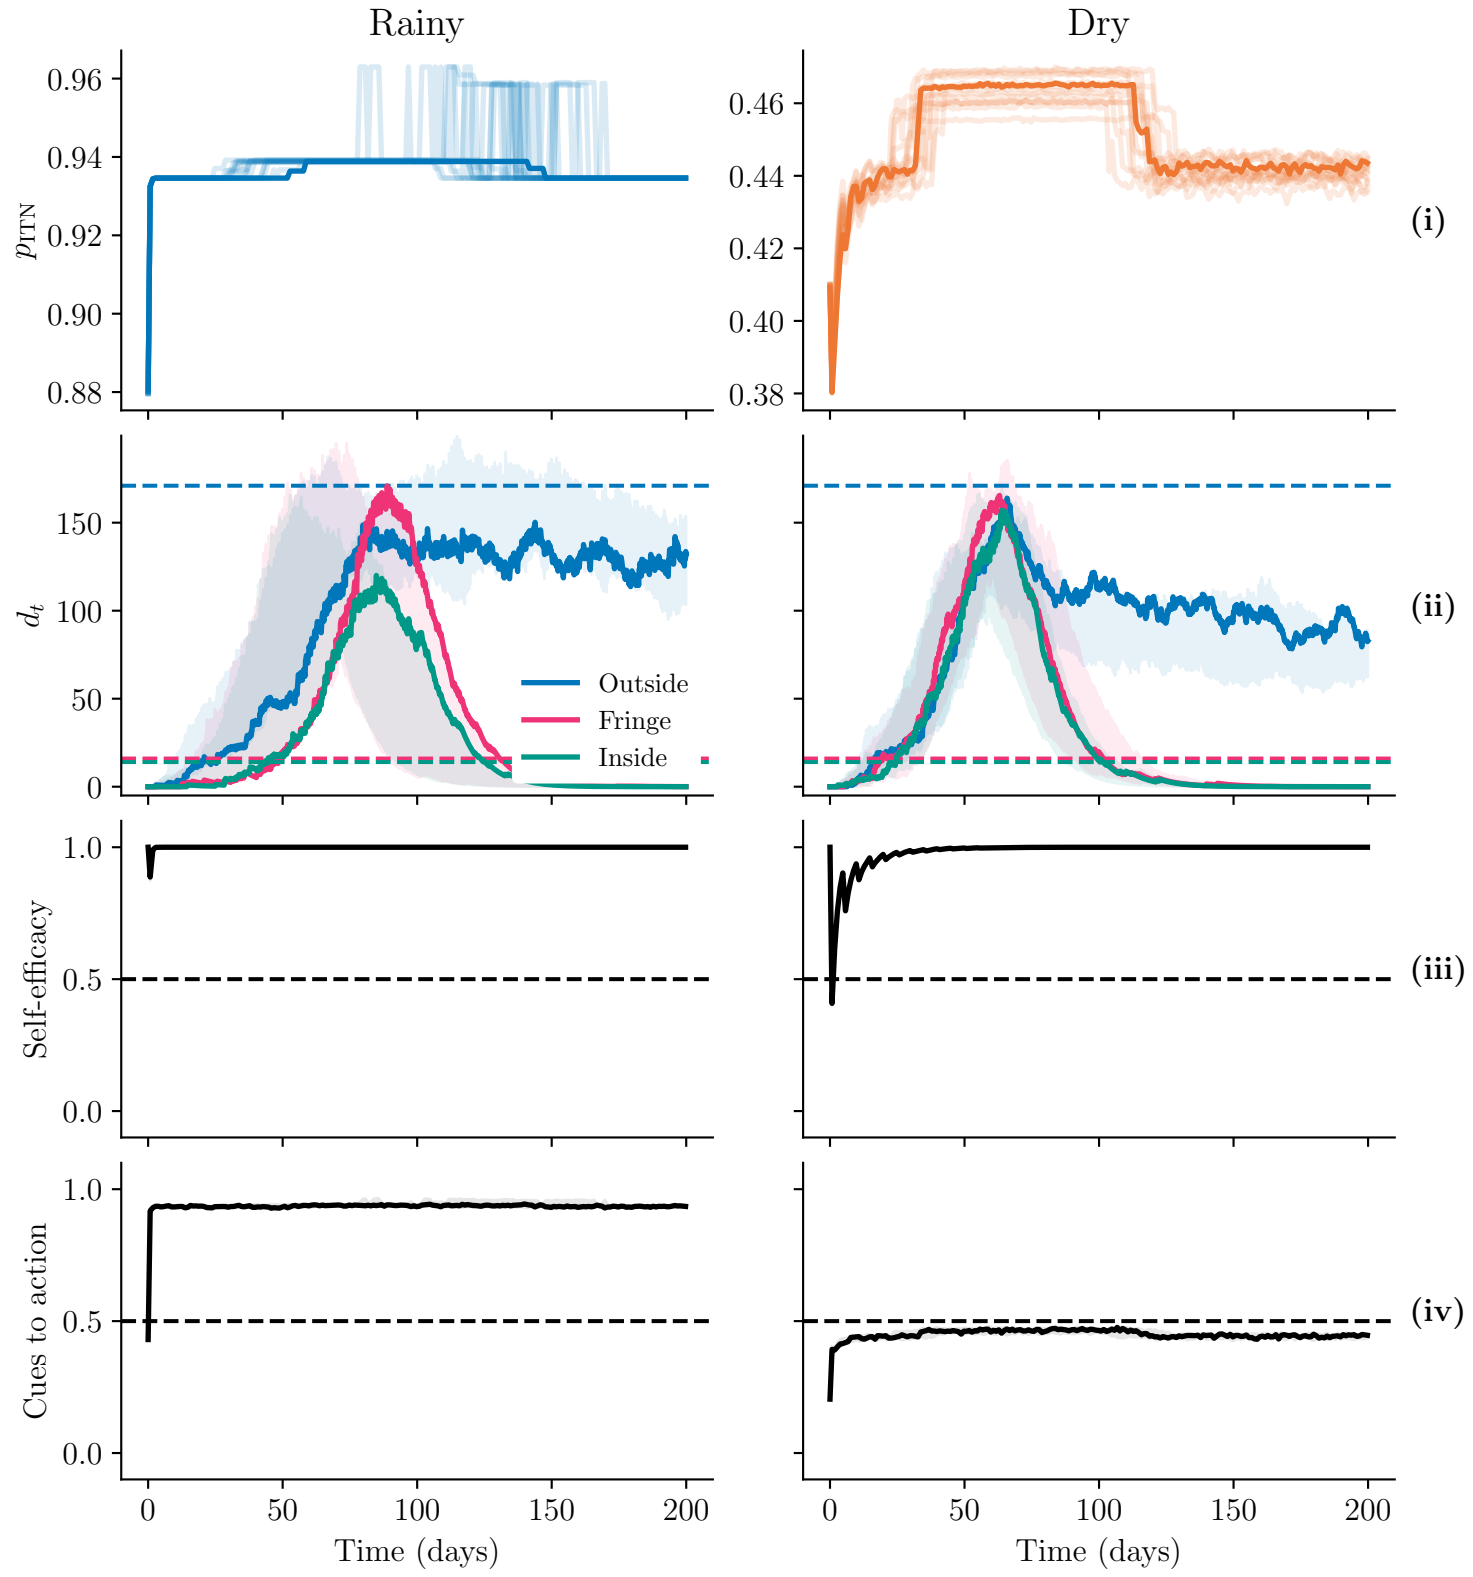 Rainy
Dry
0.96
0.94
0.92
0.90
0.88
p_ITN
0.46
0.44
0.42
0.40
0.38
(i)
150
100
50
0
d_t
Outside
Fringe
Inside
(ii)
1.0
0.5
0.0
Self-efficacy
(iii)
1.0
0.5
0.0
Cues to action
(iv)
0 50 100 150 200
0 50 100 150 200
Time (days)
Time (days)